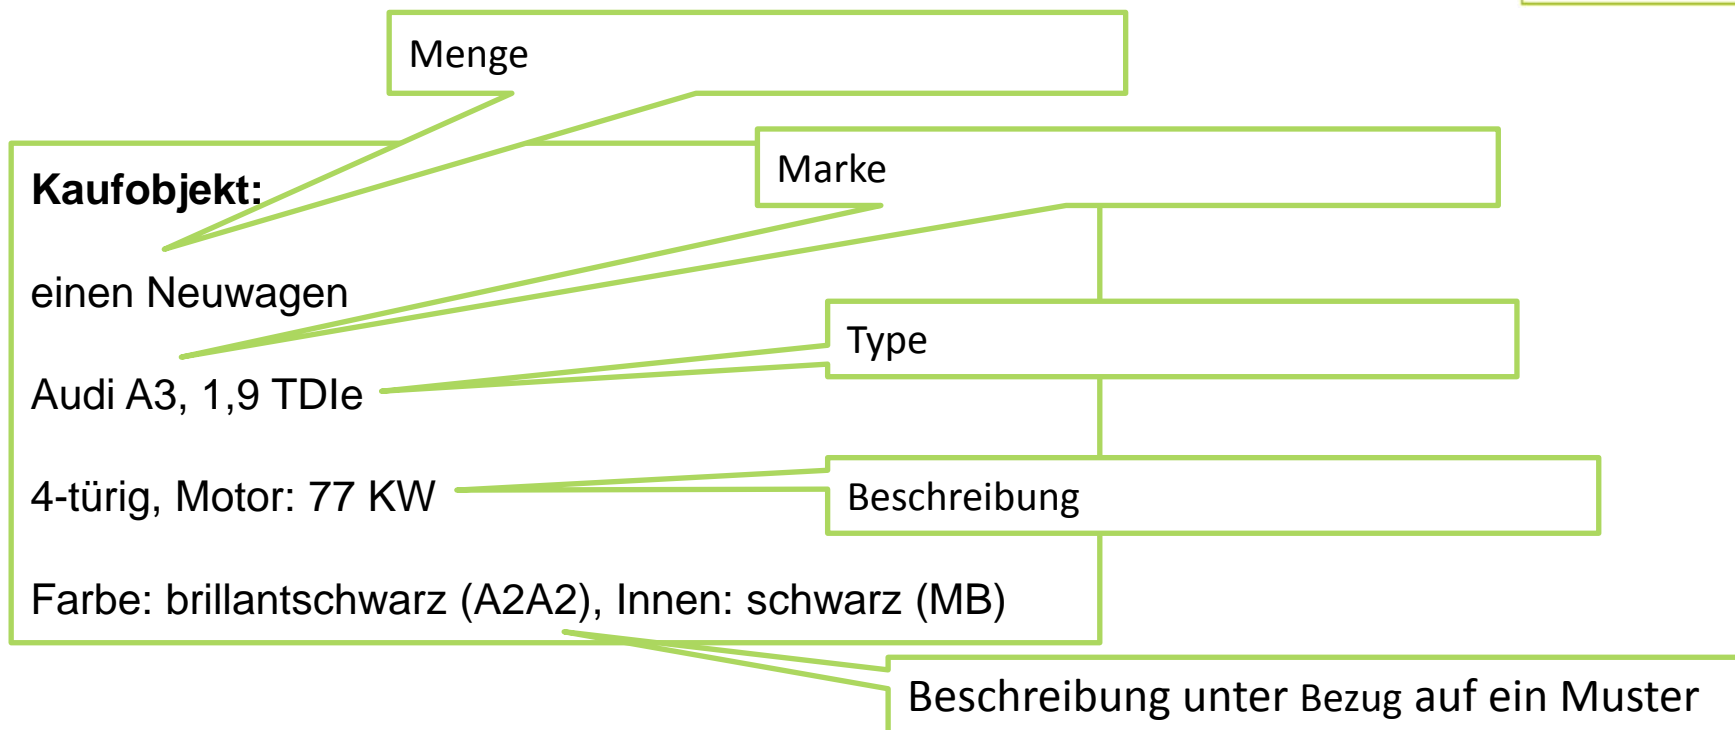 Menge
Marke
Kaufobjekt:
einen Neuwagen
Type
Audi A3, 1,9 TDIe
4-türig, Motor: 77 KW
Beschreibung
Farbe: brillantschwarz (A2A2), Innen: schwarz (MB)
Beschreibung unter Bezug auf ein Muster